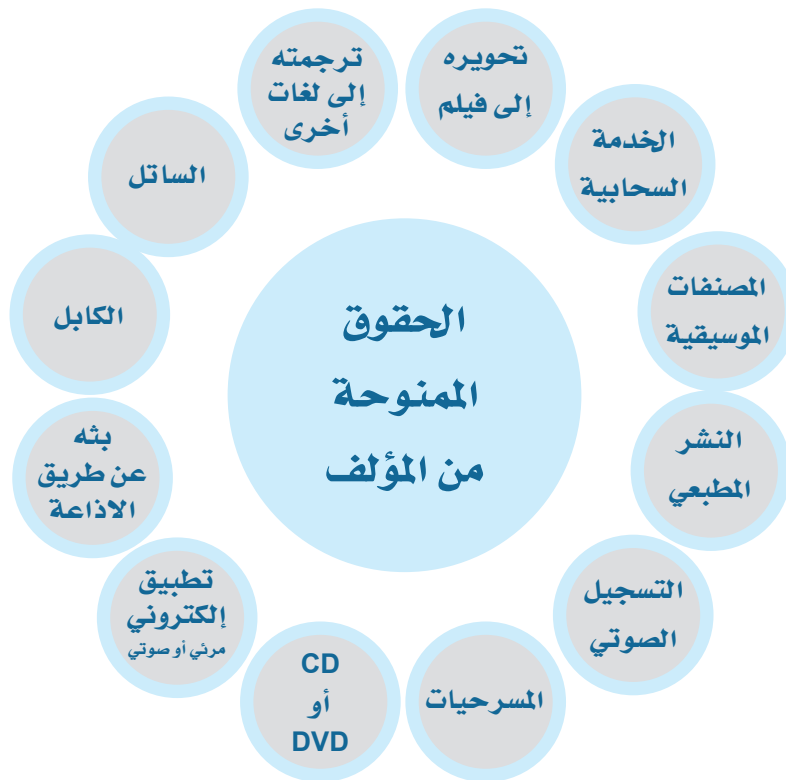 الحقوق
الممنوحة
من المؤلف
تحويره
إلى فيلم
الخدمة
السحابية
المصنفات
الموسيقية
النشر
المطبعي
التسجيل
الصوتي
المسرحيات
CD
أو
DVD
تطبيق
إلكتروني
مرئي أو صوتي
بثه
عن طريق
الاذاعة
الكابل
الساتل
ترجمته
إلى لغات
أخرى